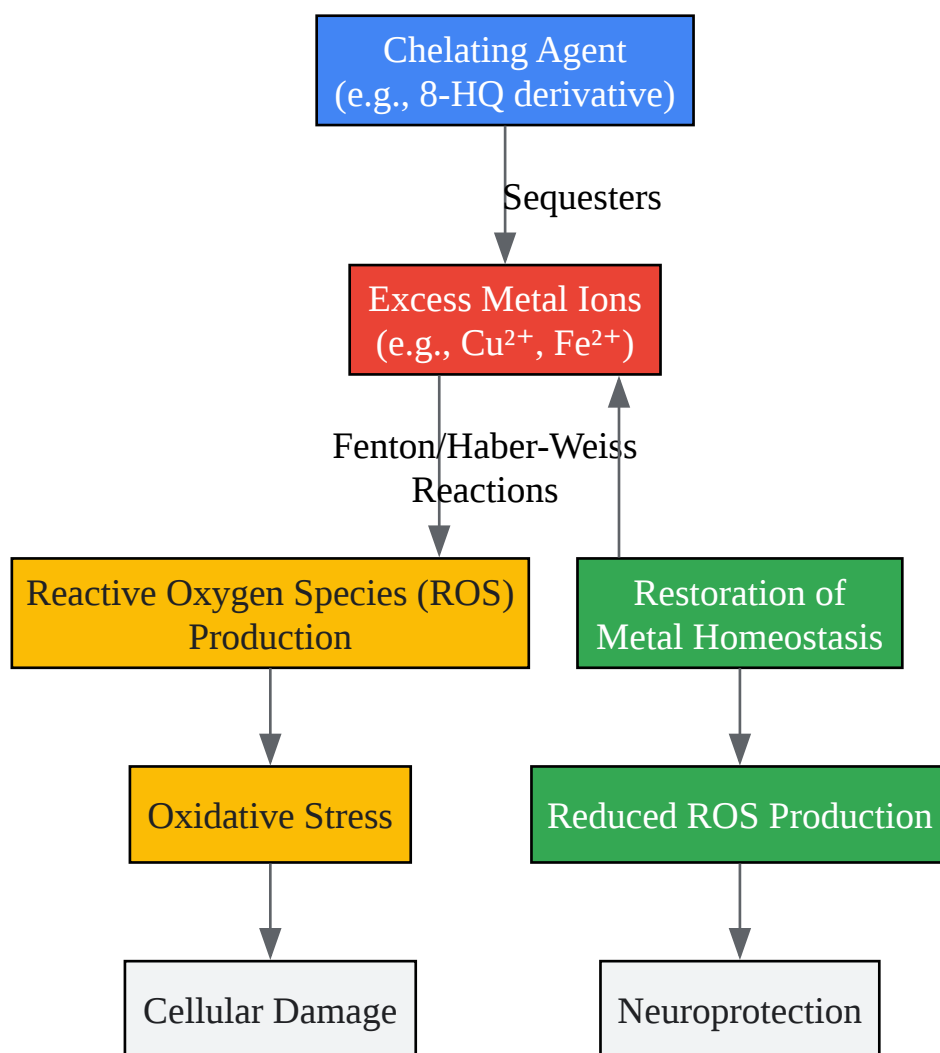 Chelating Agent
(e.g., 8-HQ derivative)
Sequesters
Excess Metal Ions
(e.g., Cu²⁺, Fe²⁺)
Fenton/Haber-Weiss
Reactions
Reactive Oxygen Species (ROS)
Production
Restoration of
Metal Homeostasis
Oxidative Stress
Reduced ROS Production
Cellular Damage
Neuroprotection